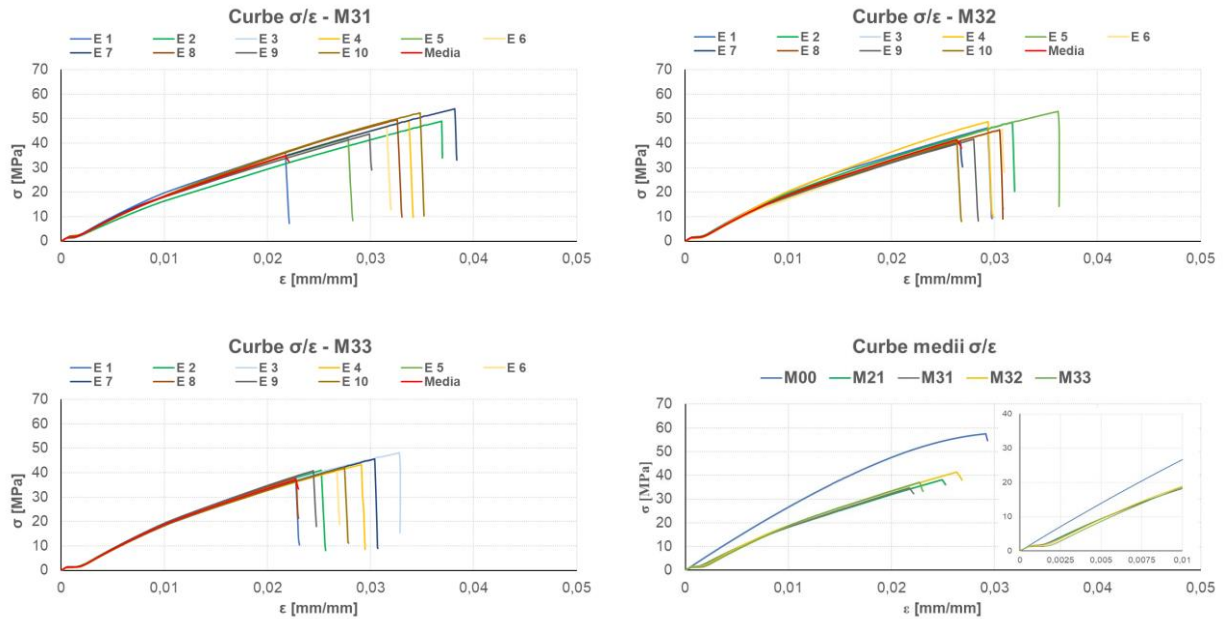 Curbe σ/ε - M31
E 1 E 2 E 3 E 4 E 5 E 6
E 7 E 8 E 9 E 10 Media
70
60
50
40
30
20
10
0
σ [MPa]
0 0,01 0,02 0,03 0,04 0,05
ε [mm/mm]
Curbe σ/ε - M32
E 1 E 2 E 3 E 4 E 5 E 6
E 7 E 8 E 9 E 10 Media
70
60
50
40
30
20
10
0
σ [MPa]
0 0,01 0,02 0,03 0,04 0,05
ε [mm/mm]
Curbe σ/ε - M33
E 1 E 2 E 3 E 4 E 5 E 6
E 7 E 8 E 9 E 10 Media
70
60
50
40
30
20
10
0
σ [MPa]
0 0,01 0,02 0,03 0,04 0,05
ε [mm/mm]
Curbe medii σ/ε
M00 M21 M31 M32 M33
70
60
50
40
30
20
10
0
σ [MPa]
0 0,01 0,02 0,03 0,04 0,05
ε [mm/mm]
40
30
20
10
0
0 0,0025 0,005 0,0075 0,01